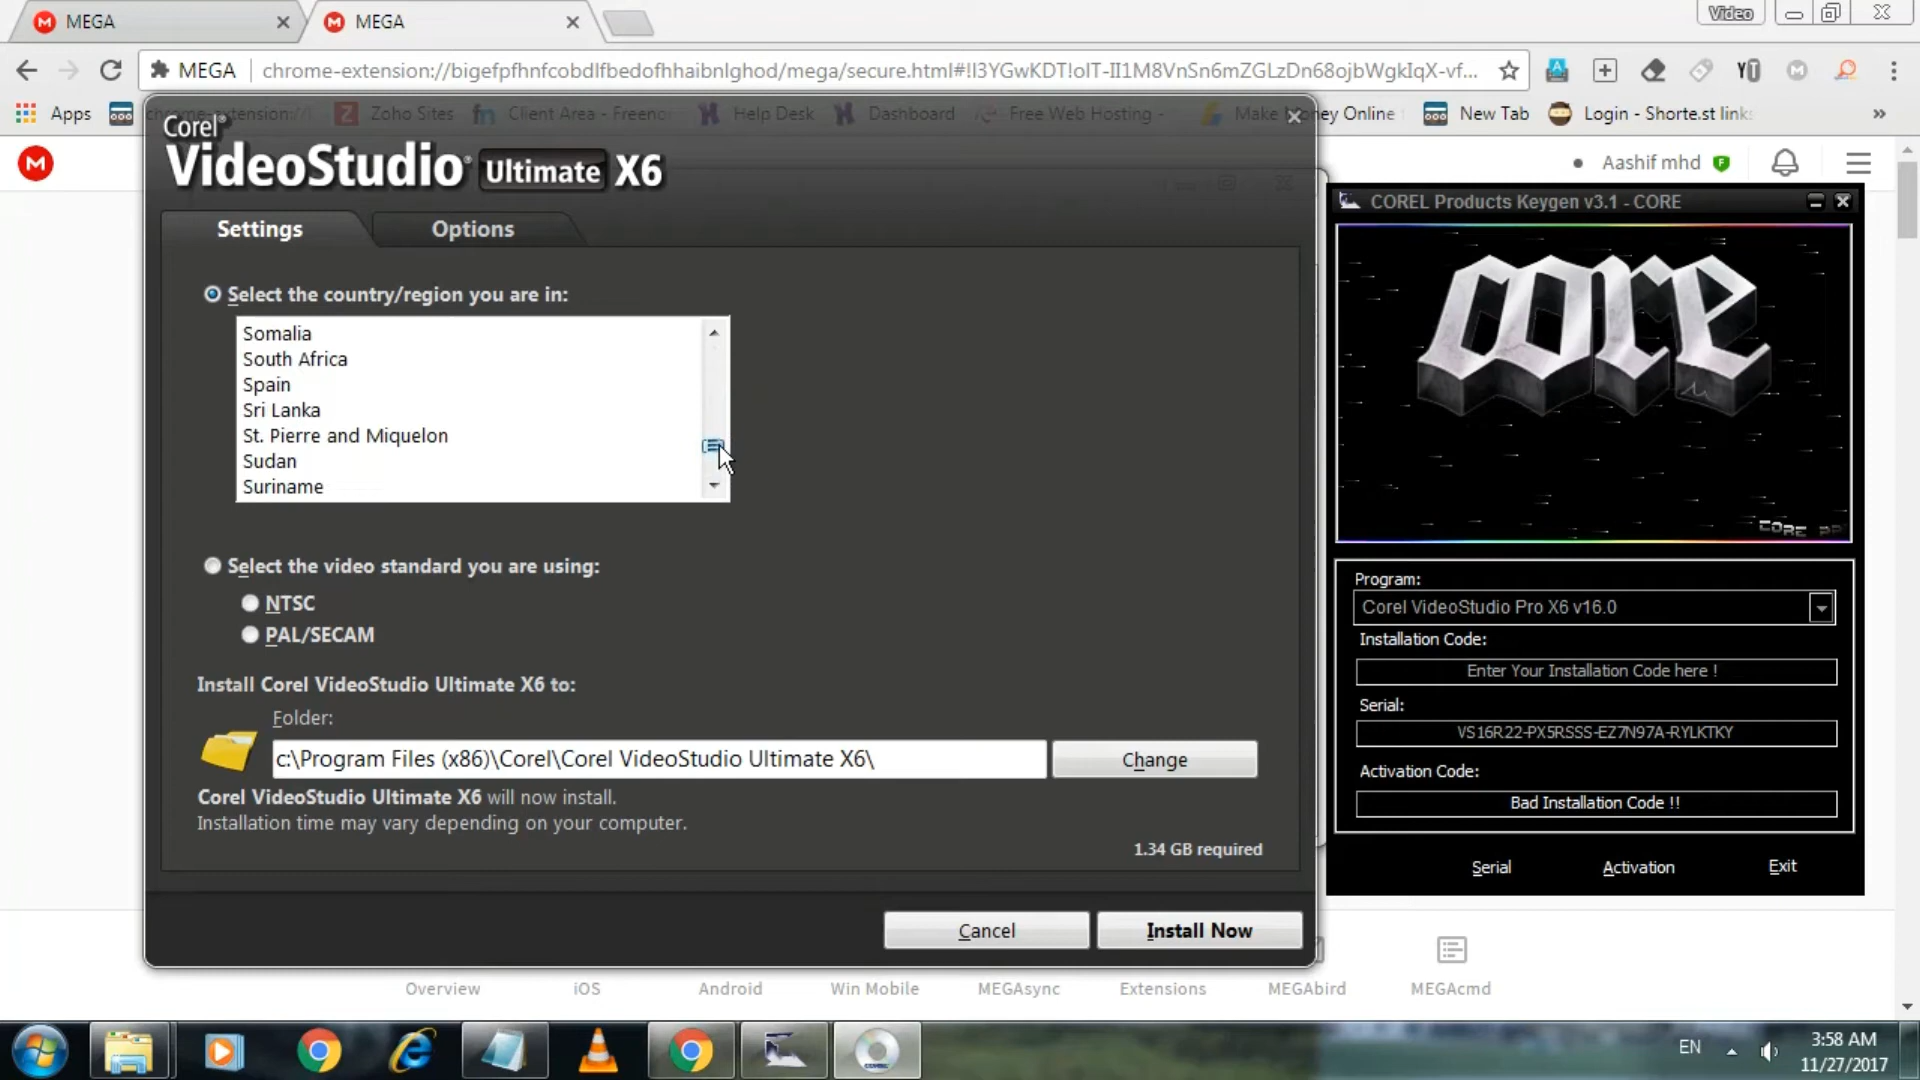 MEGA
MEGA
Video
MEGA
chrome-extension://bigefpfhnfcobdlfbedofhhaibnlghod/mega/secure.html#!I3YGwKDT!oIT-II1M8VnSn6mZGLzDn68ojbWgkIqX-vf...
Apps
chrome-extension://
Zoho Sites
Client Area - Freeno
Help Desk
Dashboard
Free Web Hosting -
Make Money Online
New Tab
Login - Shorte.st links
Aashif mhd
Corel
VideoStudio Ultimate X6
Settings
Options
Select the country/region you are in:
Somalia
South Africa
Spain
Sri Lanka
St. Pierre and Miquelon
Sudan
Suriname
Select the video standard you are using:
NTSC
PAL/SECAM
Install Corel VideoStudio Ultimate X6 to:
Folder:
c:\Program Files (x86)\Corel\Corel VideoStudio Ultimate X6\
Change
Corel VideoStudio Ultimate X6 will now install.
Installation time may vary depending on your computer.
1.34 GB required
Cancel
Install Now
COREL Products Keygen v3.1 - CORE
core
Program:
Corel VideoStudio Pro X6 v16.0
Installation Code:
Enter Your Installation Code here !
Serial:
VS16R22-PX5RSSS-EZ7N97A-RYLKTKY
Activation Code:
Bad Installation Code !!
Serial
Activation
Exit
Overview
iOS
Android
Win Mobile
MEGAsync
Extensions
MEGAbird
MEGAcmd
EN
3:58 AM
11/27/2017